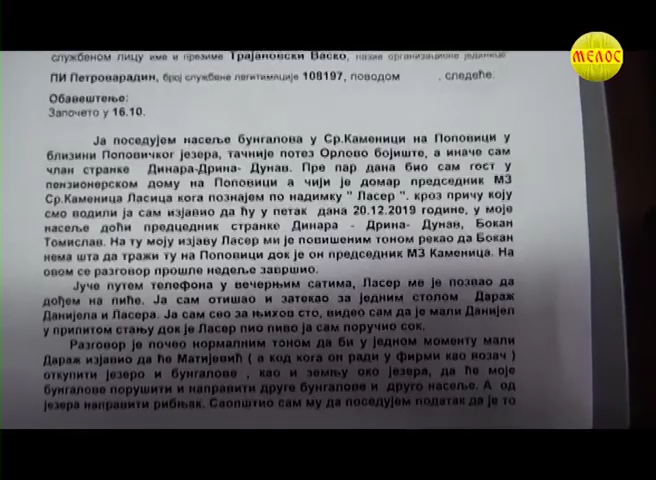 МЕЛОС
службеном лицу име и презиме Трајановски Васко, назив организационе јединице
ПИ Петроварадин, број службене легитимације 108197, поводом , следеће.
Обавештење:
Започето у 16.10.
Ја поседујем насеље бунгалова у Ср.Каменици на Поповици у
близини Поповичког језера, тачније потез Орлово бојиште, а иначе сам
члан странке Динара-Дрина- Дунав. Пре пар дана био сам гост у
пензионерском дому на Поповици а чији је домар председник МЗ
Ср.Каменица Ласица кога познајем по надимку " Ласер ". кроз причу коју
смо водили ја сам изјавио да ћу у петак дана 20.12.2019 године, у моје
насеље доћи предцедник странке Динара - Дрина- Дунан, Бокан
Томислав. На ту моју изјаву Ласер ми је повишеним тоном рекао да Бокан
нема шта да тражи ту на Поповици док је он председник МЗ Каменица. На
овом се разговор прошле недеље завршио.
Јуче путем телефона у вечерњим сатима, Ласер ме је позвао да
дођем на пиће. Ја сам отишао и затекао за једним столом Дараж
Данијела и Ласера. Ја сам сео за њихов сто, видео сам да је мали Данијел
у припитом стању док је Ласер пио пиво ја сам поручио сок.
Разговор је почео нормалним тоном да би у једном моменту мали
Дараж изјавио да ће Матијевић ( а код кога он ради у фирми као возач )
откупити језеро и бунгалове , као и земљу око језера, да ће моје
бунгалове порушити и направити друге бунгалове и друго насеље. А од
језера направити рибњак. Саопштио сам му да поседујем податак да је то